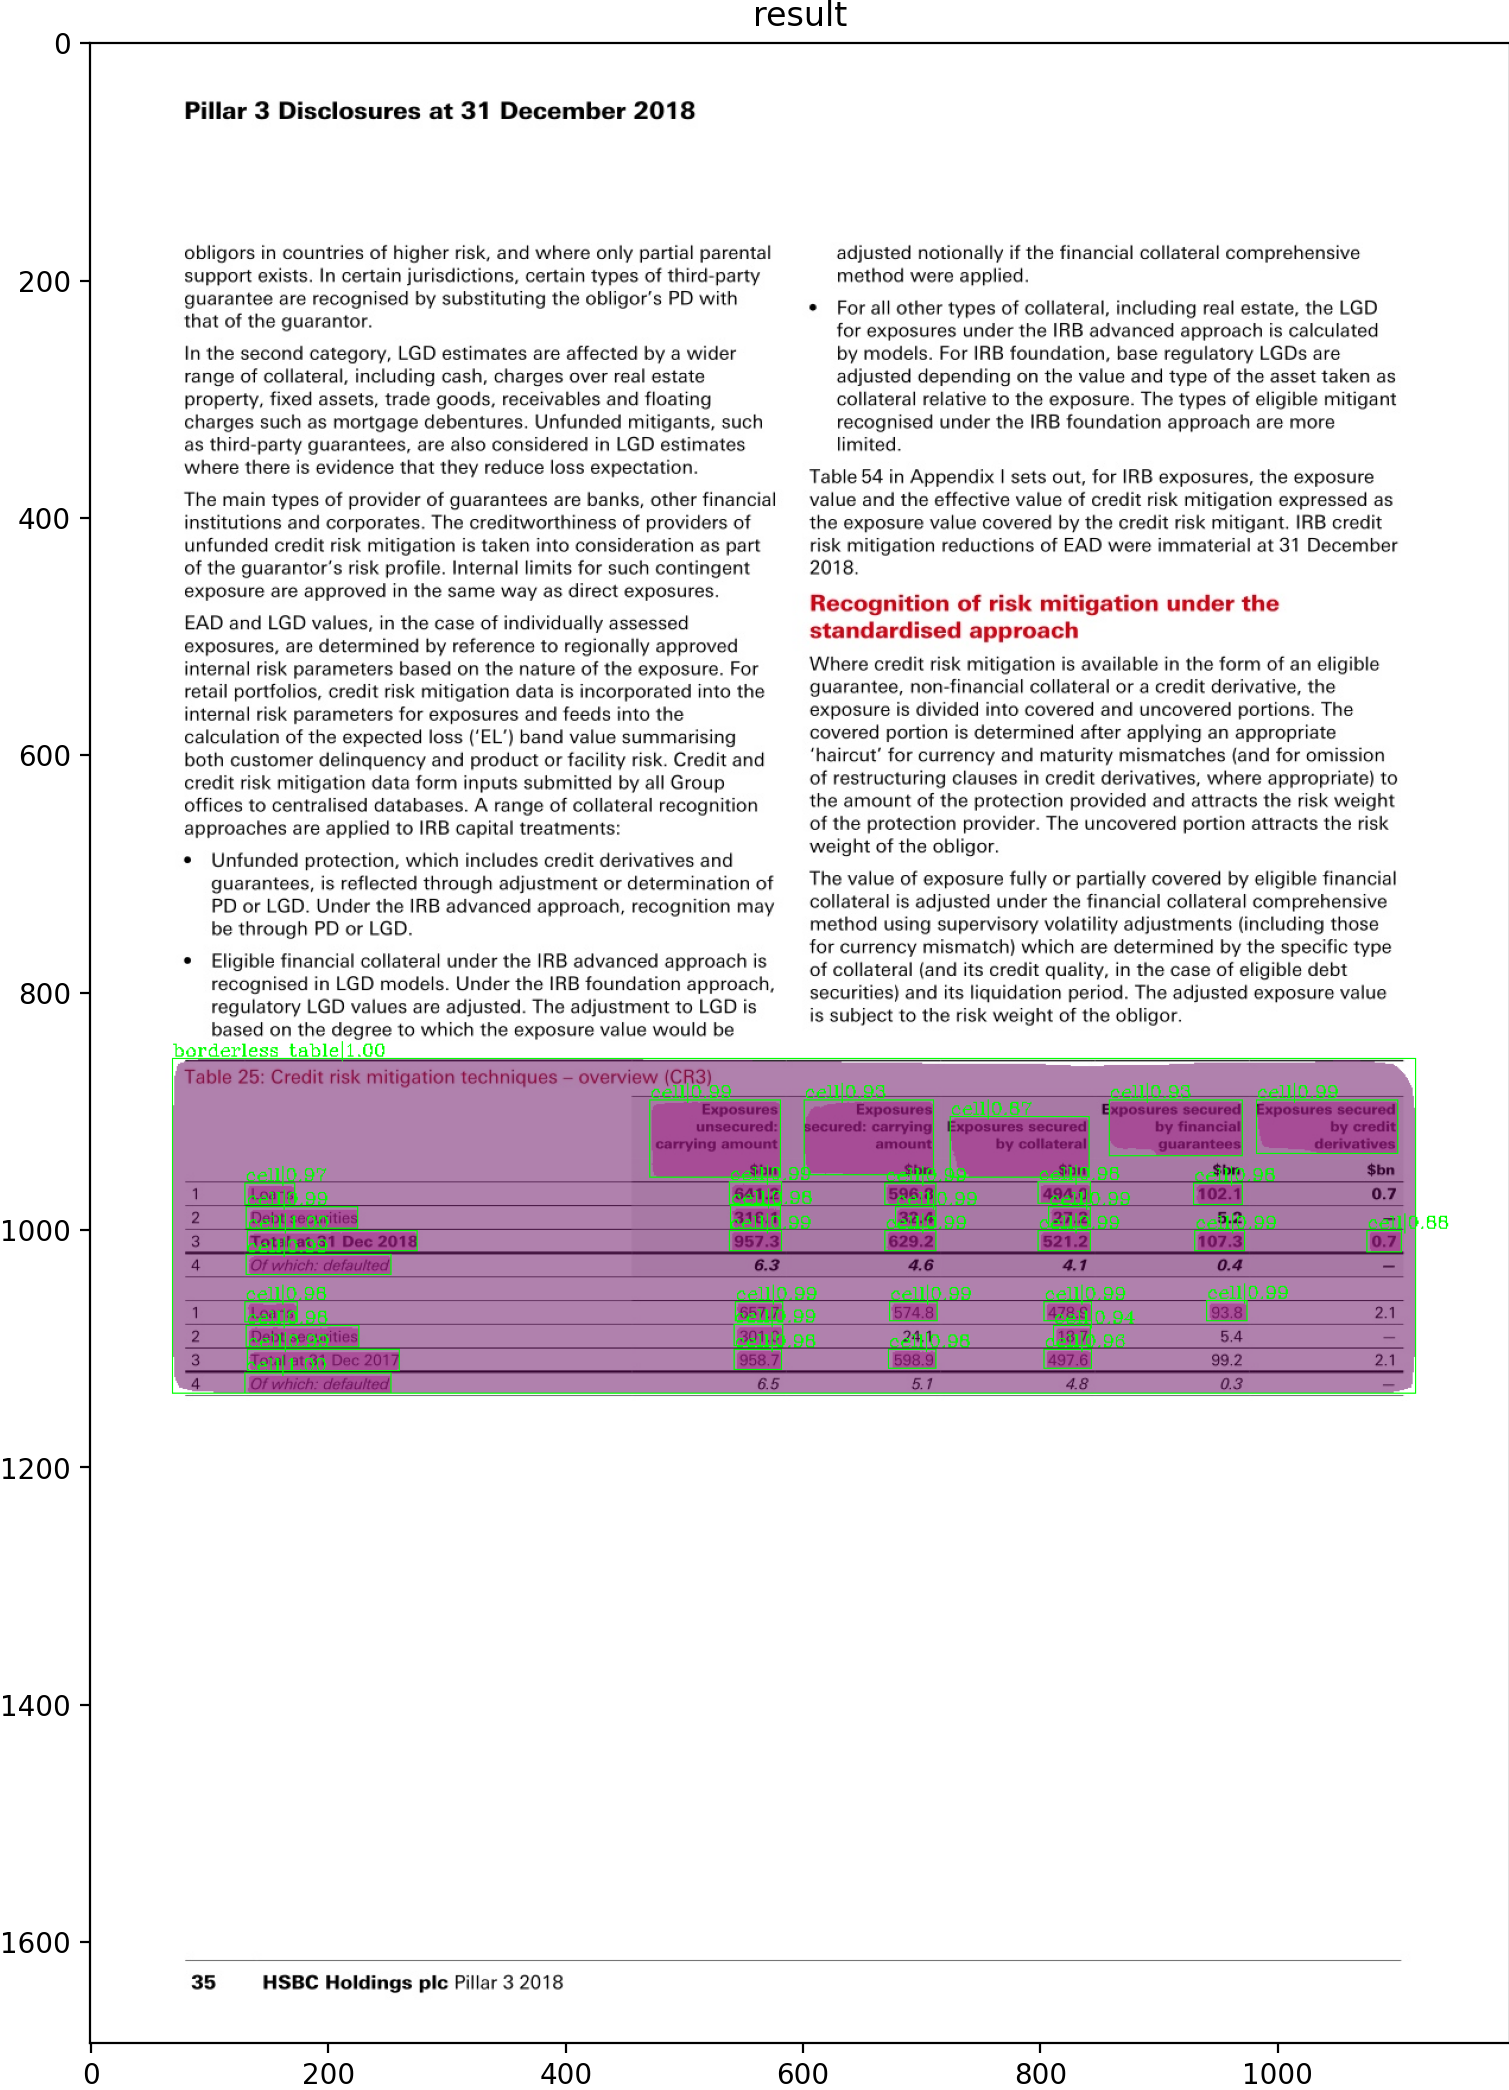 result
Pillar 3 Disclosures at 31 December 2018
obligors in countries of higher risk, and where only partial parental
support exists. In certain jurisdictions, certain types of third-party
guarantee are recognised by substituting the obligor's PD with
that of the guarantor.
In the second category, LGD estimates are affected by a wider
range of collateral, including cash, charges over real estate
property, fixed assets, trade goods, receivables and floating
charges such as mortgage debentures. Unfunded mitigants, such
as third-party guarantees, are also considered in LGD estimates
where there is evidence that they reduce loss expectation.
The main types of provider of guarantees are banks, other financial
institutions and corporates. The creditworthiness of providers of
unfunded credit risk mitigation is taken into consideration as part
of the guarantor's risk profile. Internal limits for such contingent
exposure are approved in the same way as direct exposures.
EAD and LGD values, in the case of individually assessed
exposures, are determined by reference to regionally approved
internal risk parameters based on the nature of the exposure. For
retail portfolios, credit risk mitigation data is incorporated into the
internal risk parameters for exposures and feeds into the
calculation of the expected loss ('EL') band value summarising
both customer delinquency and product or facility risk. Credit and
credit risk mitigation data form inputs submitted by all Group
offices to centralised databases. A range of collateral recognition
approaches are applied to IRB capital treatments:
• Unfunded protection, which includes credit derivatives and
guarantees, is reflected through adjustment or determination of
PD or LGD. Under the IRB advanced approach, recognition may
be through PD or LGD.
• Eligible financial collateral under the IRB advanced approach is
recognised in LGD models. Under the IRB foundation approach,
regulatory LGD values are adjusted. The adjustment to LGD is
based on the degree to which the exposure value would be
adjusted notionally if the financial collateral comprehensive
method were applied.
• For all other types of collateral, including real estate, the LGD
for exposures under the IRB advanced approach is calculated
by models. For IRB foundation, base regulatory LGDs are
adjusted depending on the value and type of the asset taken as
collateral relative to the exposure. The types of eligible mitigant
recognised under the IRB foundation approach are more
limited.
Table 54 in Appendix I sets out, for IRB exposures, the exposure
value and the effective value of credit risk mitigation expressed as
the exposure value covered by the credit risk mitigant. IRB credit
risk mitigation reductions of EAD were immaterial at 31 December
2018.
Recognition of risk mitigation under the
standardised approach
Where credit risk mitigation is available in the form of an eligible
guarantee, non-financial collateral or a credit derivative, the
exposure is divided into covered and uncovered portions. The
covered portion is determined after applying an appropriate
'haircut' for currency and maturity mismatches (and for omission
of restructuring clauses in credit derivatives, where appropriate) to
the amount of the protection provided and attracts the risk weight
of the protection provider. The uncovered portion attracts the risk
weight of the obligor.
The value of exposure fully or partially covered by eligible financial
collateral is adjusted under the financial collateral comprehensive
method using supervisory volatility adjustments (including those
for currency mismatch) which are determined by the specific type
of collateral (and its credit quality, in the case of eligible debt
securities) and its liquidation period. The adjusted exposure value
is subject to the risk weight of the obligor.
borderless table|1.00
Table 25: Credit risk mitigation techniques – overview (CR3)
Exposures unsecured: carrying amount
Exposures secured: carrying amount
Exposures secured by collateral
Exposures secured by financial guarantees
Exposures secured by credit derivatives
$bn $bn $bn $bn $bn
1 Loans 102.1 0.7
2 Debt securities 5.2 –
3 Total at 31 Dec 2018 957.3 629.2 521.2 107.3 0.7
4 Of which: defaulted 6.3 4.6 4.1 0.4 –
1 Loans 657.7 574.8 478.9 93.8 2.1
2 Debt securities 24.1 5.4 –
3 Total at 31 Dec 2017 958.7 598.9 497.6 99.2 2.1
4 Of which: defaulted 6.5 5.1 4.8 0.3 –
35 HSBC Holdings plc Pillar 3 2018
0
200
400
600
800
1000
1200
1400
1600
0 200 400 600 800 1000